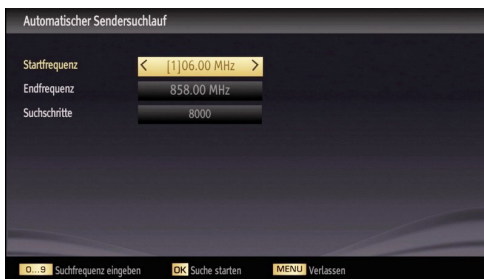 Automatischer Sendersuchlauf
Startfrequenz < [1]06.00 MHz >
Endfrequenz 858.00 MHz
Suchschritte 8000
0...9 Suchfrequenz eingeben OK Suche starten MENU Verlassen